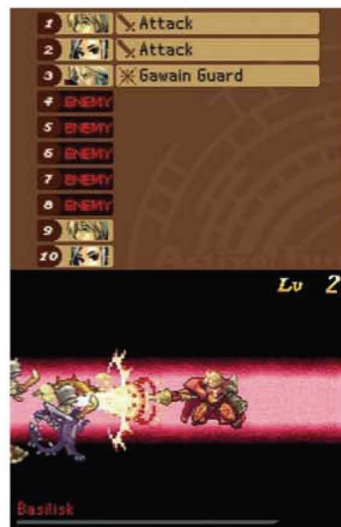 1 Attack
2 Attack
3 Gawain Guard
4 ENEMY
5 ENEMY
6 ENEMY
7 ENEMY
8 ENEMY
9
10
Lv 2
Basilisk